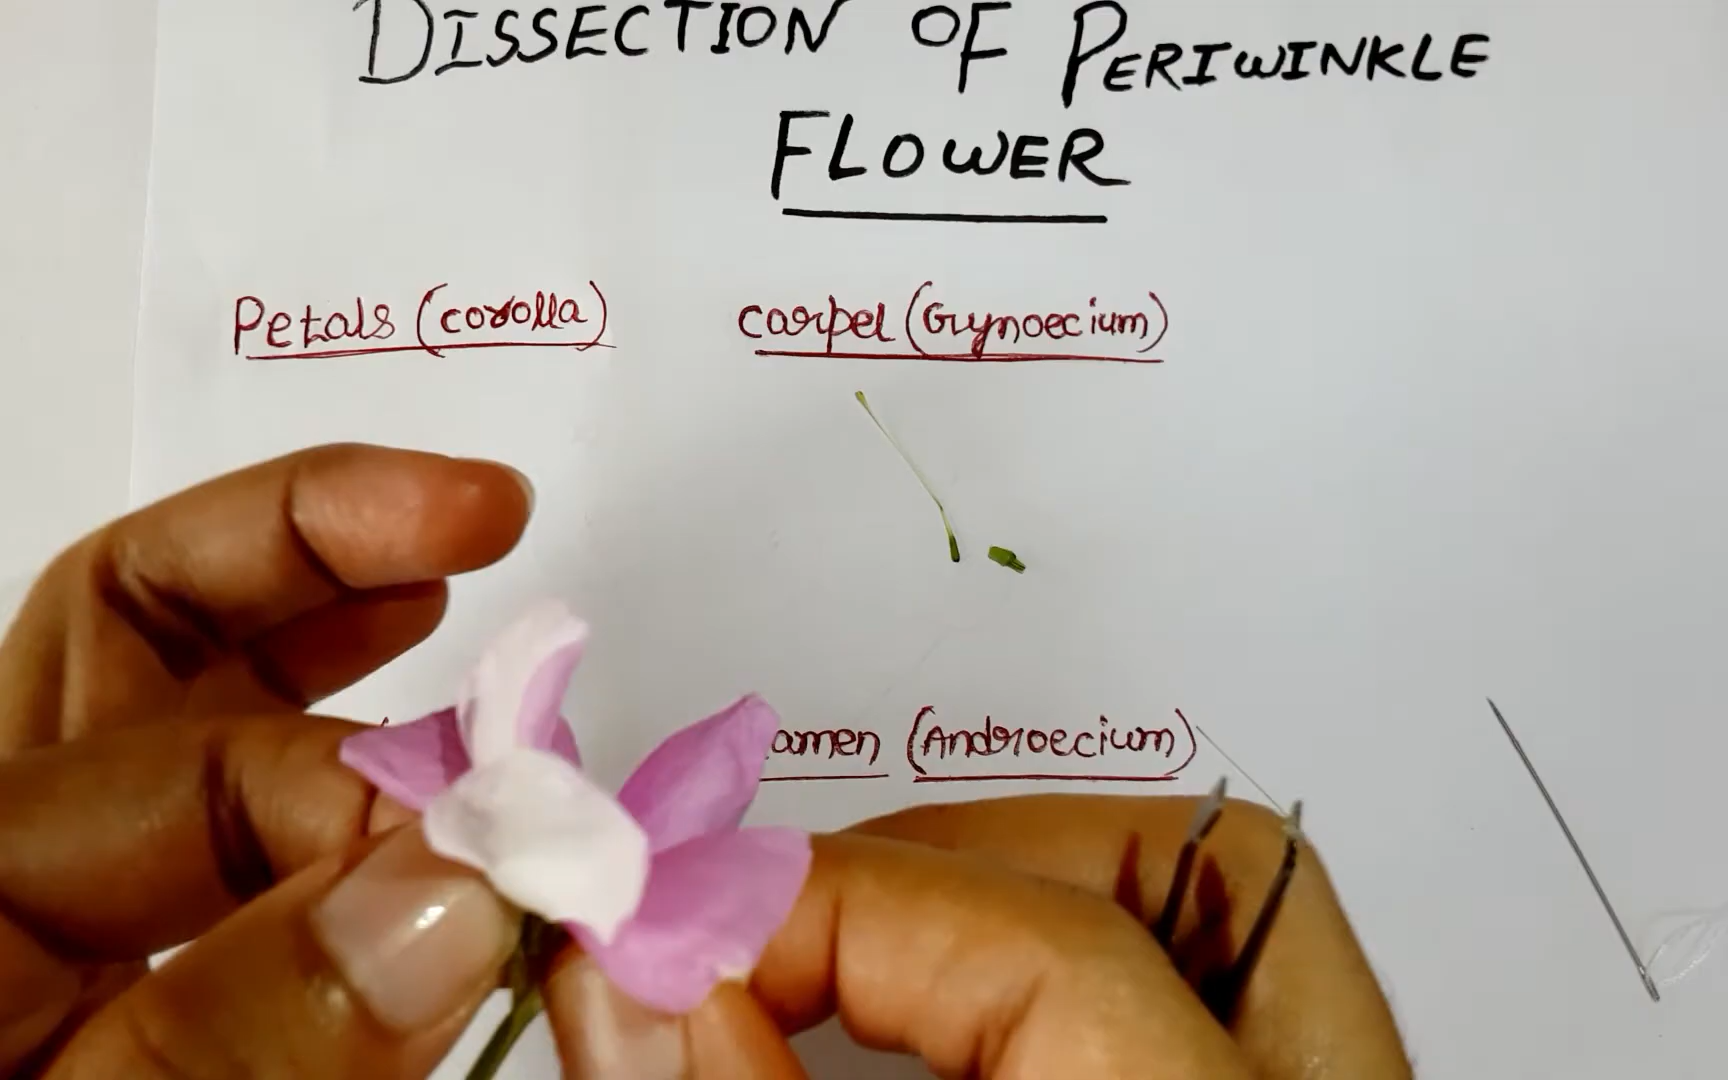 DISSECTION OF PERIWINKLE
FLOWER
Petals (corolla)
carpel (Gynoecium)
amen (Androecium)